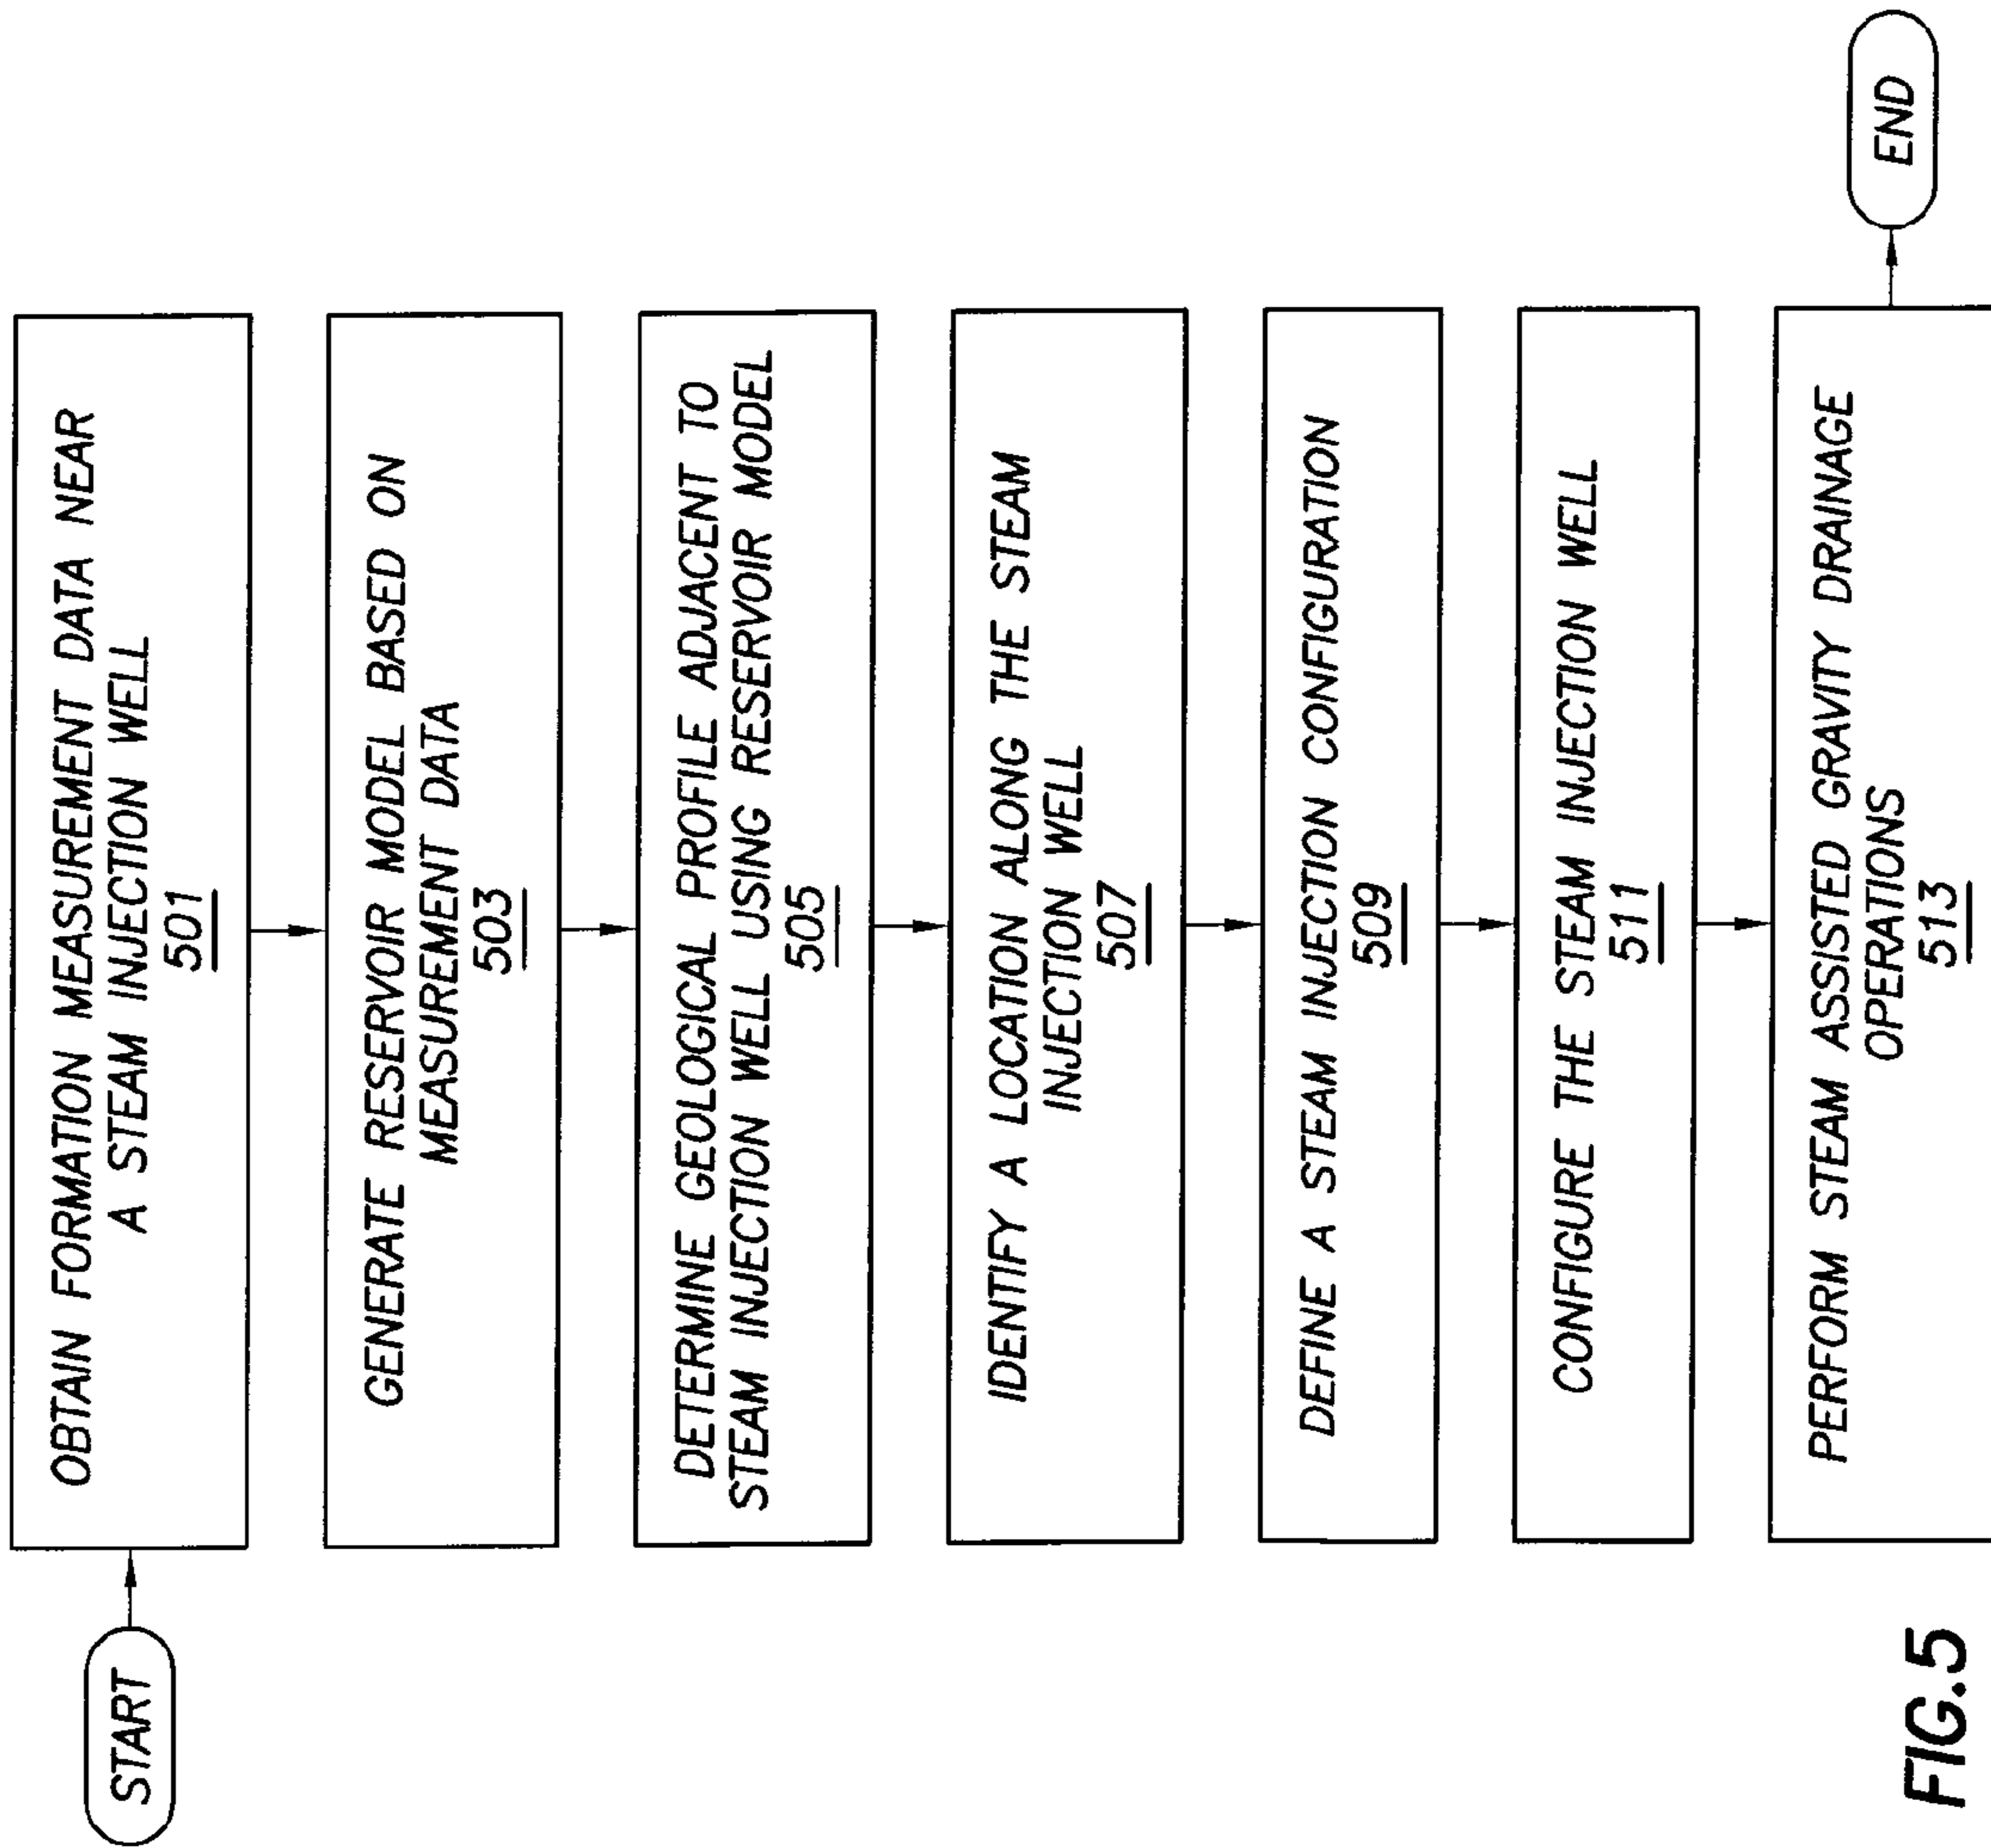 START
OBTAIN FORMATION MEASUREMENT DATA NEAR
A STEAM INJECTION WELL
501
GENERATE RESERVOIR MODEL BASED ON
MEASUREMENT DATA
503
DETERMINE GEOLOGICAL PROFILE ADJACENT TO
STEAM INJECTION WELL USING RESERVOIR MODEL
505
IDENTIFY A LOCATION ALONG THE STEAM
INJECTION WELL
507
DEFINE A STEAM INJECTION CONFIGURATION
509
CONFIGURE THE STEAM INJECTION WELL
511
PERFORM STEAM ASSISTED GRAVITY DRAINAGE
OPERATIONS
513
END
FIG.5